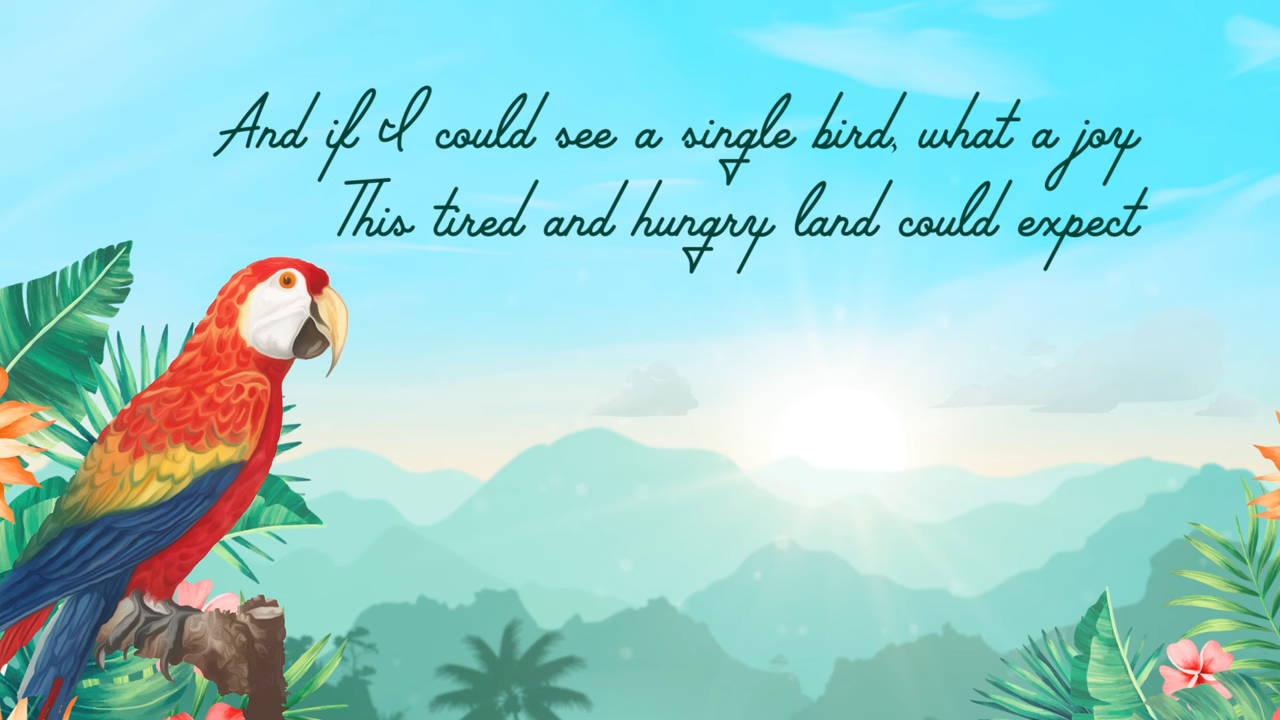 And if I could see a single bird, what a joy
This tired and hungry land could expect